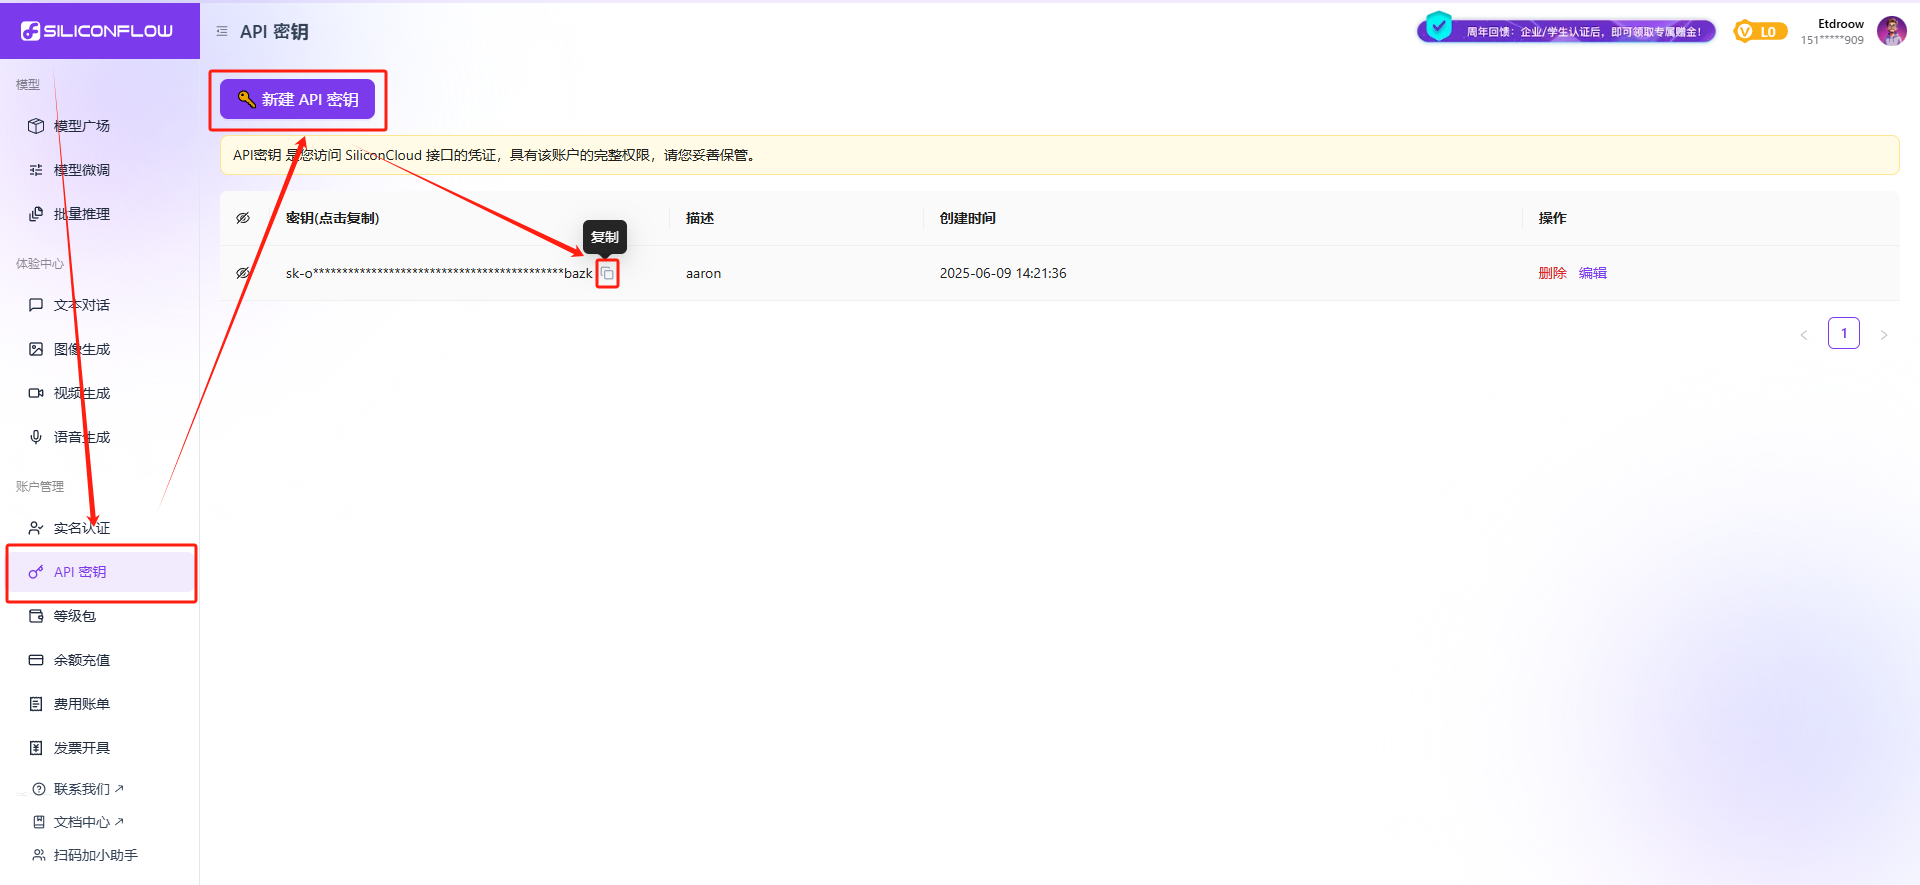 SILICONFLOW
API 密钥
周年回馈：企业/学生认证后，即可领取专属赠金！
L0
Etdroow
151*****909
模型
模型广场
模型微调
批量推理
体验中心
文本对话
图像生成
视频生成
语音生成
账户管理
实名认证
API 密钥
等级包
余额充值
费用账单
发票开具
联系我们
文档中心
扫码加小助手
新建 API 密钥
API密钥 是您访问 SiliconCloud 接口的凭证，具有该账户的完整权限，请您妥善保管。
密钥(点击复制) 描述 创建时间 操作
复制
sk-o*******************************************bazk aaron 2025-06-09 14:21:36 删除 编辑
1